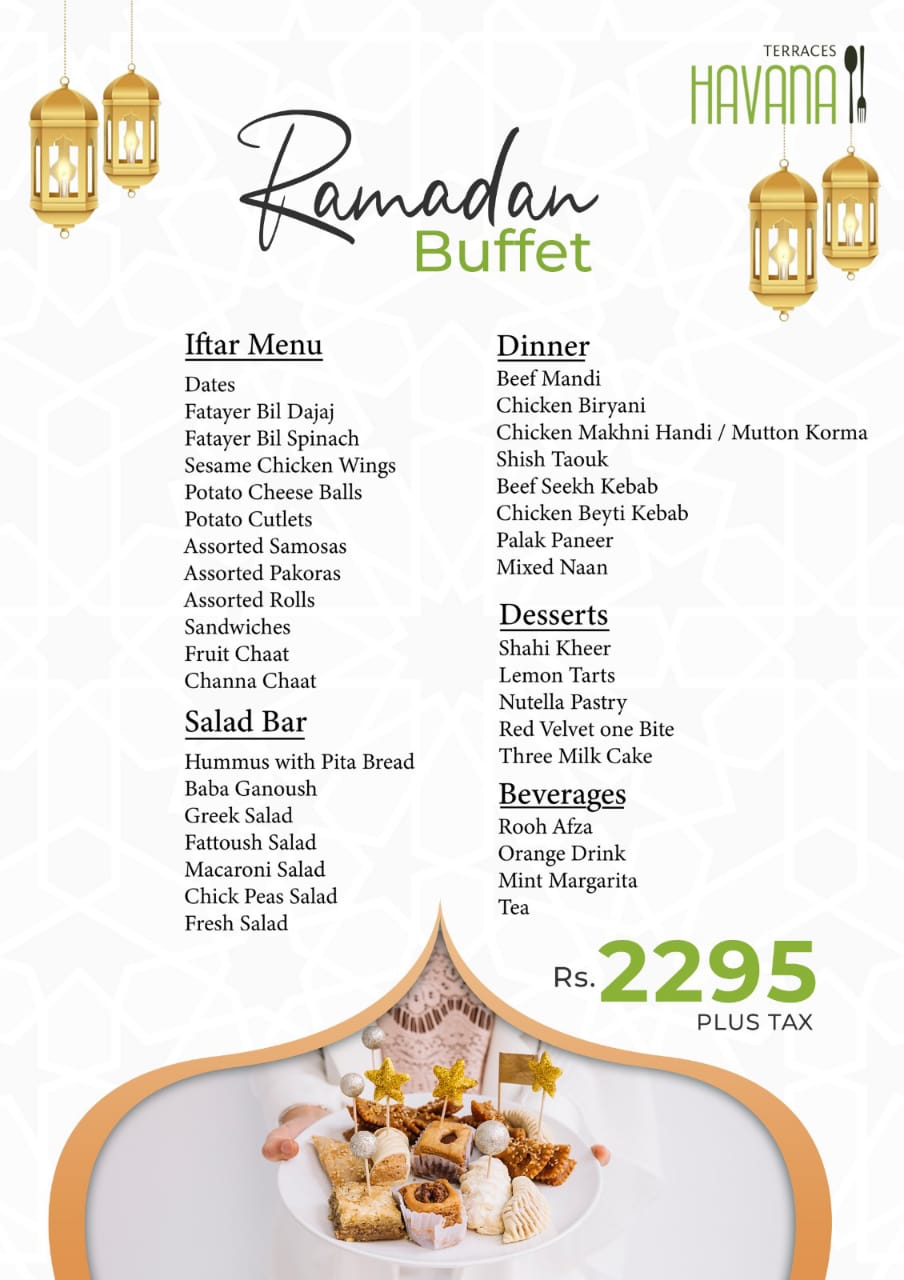 TERRACES
HAVANA
Ramadan
Buffet
Iftar Menu
Dates
Fatayer Bil Dajaj
Fatayer Bil Spinach
Sesame Chicken Wings
Potato Cheese Balls
Potato Cutlets
Assorted Samosas
Assorted Pakoras
Assorted Rolls
Sandwiches
Fruit Chaat
Channa Chaat
Salad Bar
Hummus with Pita Bread
Baba Ganoush
Greek Salad
Fattoush Salad
Macaroni Salad
Chick Peas Salad
Fresh Salad
Dinner
Beef Mandi
Chicken Biryani
Chicken Makhni Handi / Mutton Korma
Shish Taouk
Beef Seekh Kebab
Chicken Beyti Kebab
Palak Paneer
Mixed Naan
Desserts
Shahi Kheer
Lemon Tarts
Nutella Pastry
Red Velvet one Bite
Three Milk Cake
Beverages
Rooh Afza
Orange Drink
Mint Margarita
Tea
Rs. 2295
PLUS TAX